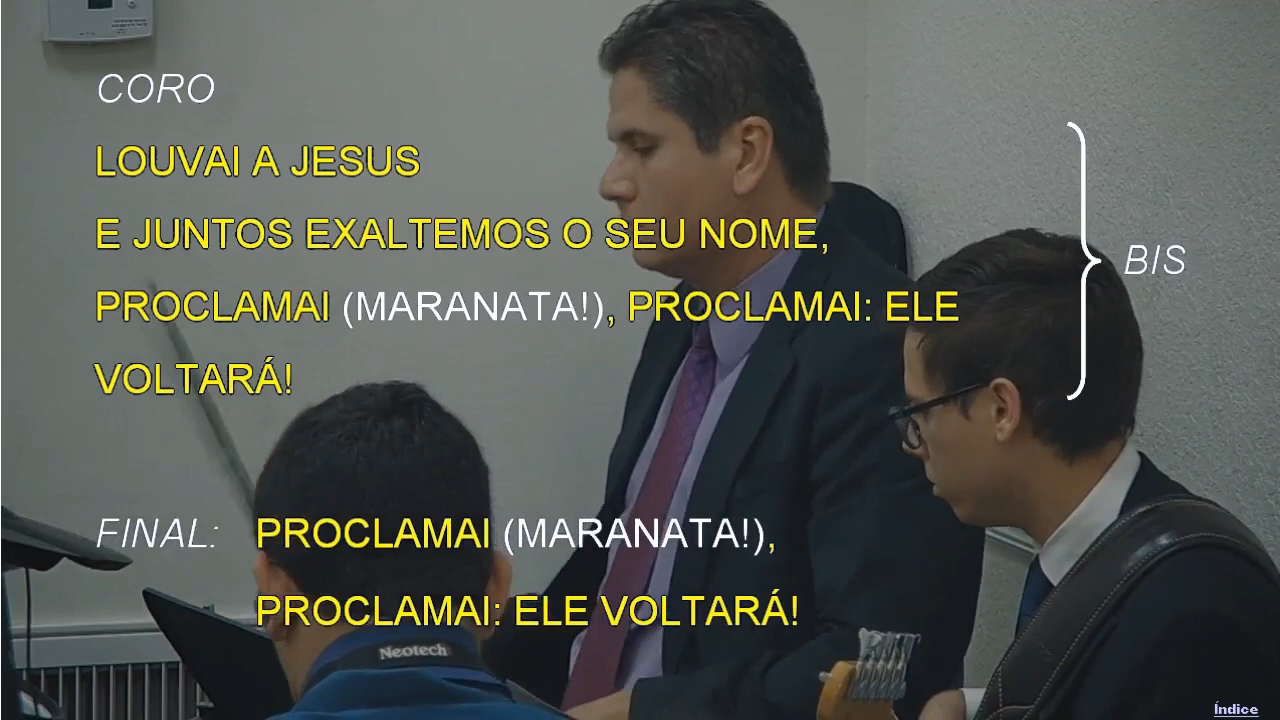 CORO
LOUVAI A JESUS
E JUNTOS EXALTEMOS O SEU NOME,
PROCLAMAI (MARANATA!), PROCLAMAI: ELE
VOLTARÁ!
BIS
FINAL: PROCLAMAI (MARANATA!),
PROCLAMAI: ELE VOLTARÁ!
Neotech
Índice